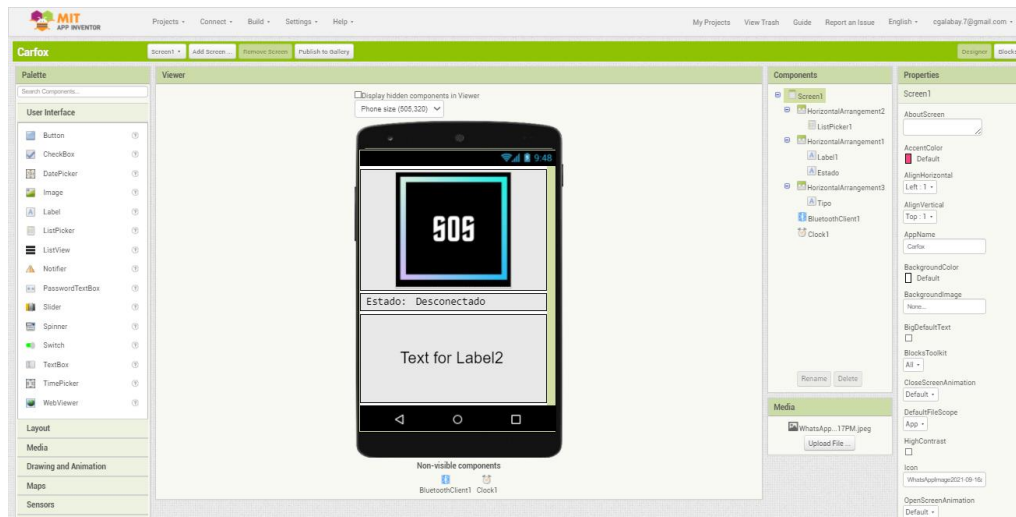 MIT
APP INVENTOR
Projects Connect Build Settings Help
My Projects View Trash Guide Report an Issue English cgalabay.7@gmail.com
Carfox
Screen1 Add Screen ... Remove Screen Publish to Gallery
Designer Blocks
Palette
Search Components...
User Interface
Button
CheckBox
DatePicker
Image
Label
ListPicker
ListView
Notifier
PasswordTextBox
Slider
Spinner
Switch
TextBox
TimePicker
WebViewer
Layout
Media
Drawing and Animation
Maps
Sensors
Viewer
Display hidden components in Viewer
Phone size (505,320)
9:48
SOS
Estado: Desconectado
Text for Label2
Non-visible components
BluetoothClient1 Clock1
Components
Screen1
HorizontalArrangement2
ListPicker1
HorizontalArrangement1
Label1
Estado
HorizontalArrangement3
Tipo
BluetoothClient1
Clock1
Rename Delete
Media
WhatsApp...17PM.jpeg
Upload File ...
Properties
Screen1
AboutScreen
AccentColor
Default
AlignHorizontal
Left : 1
AlignVertical
Top : 1
AppName
Carfox
BackgroundColor
Default
BackgroundImage
None...
BigDefaultText
BlocksToolkit
All
CloseScreenAnimation
Default
DefaultFileScope
App
HighContrast
Icon
WhatsAppImage2021-09-16a
OpenScreenAnimation
Default